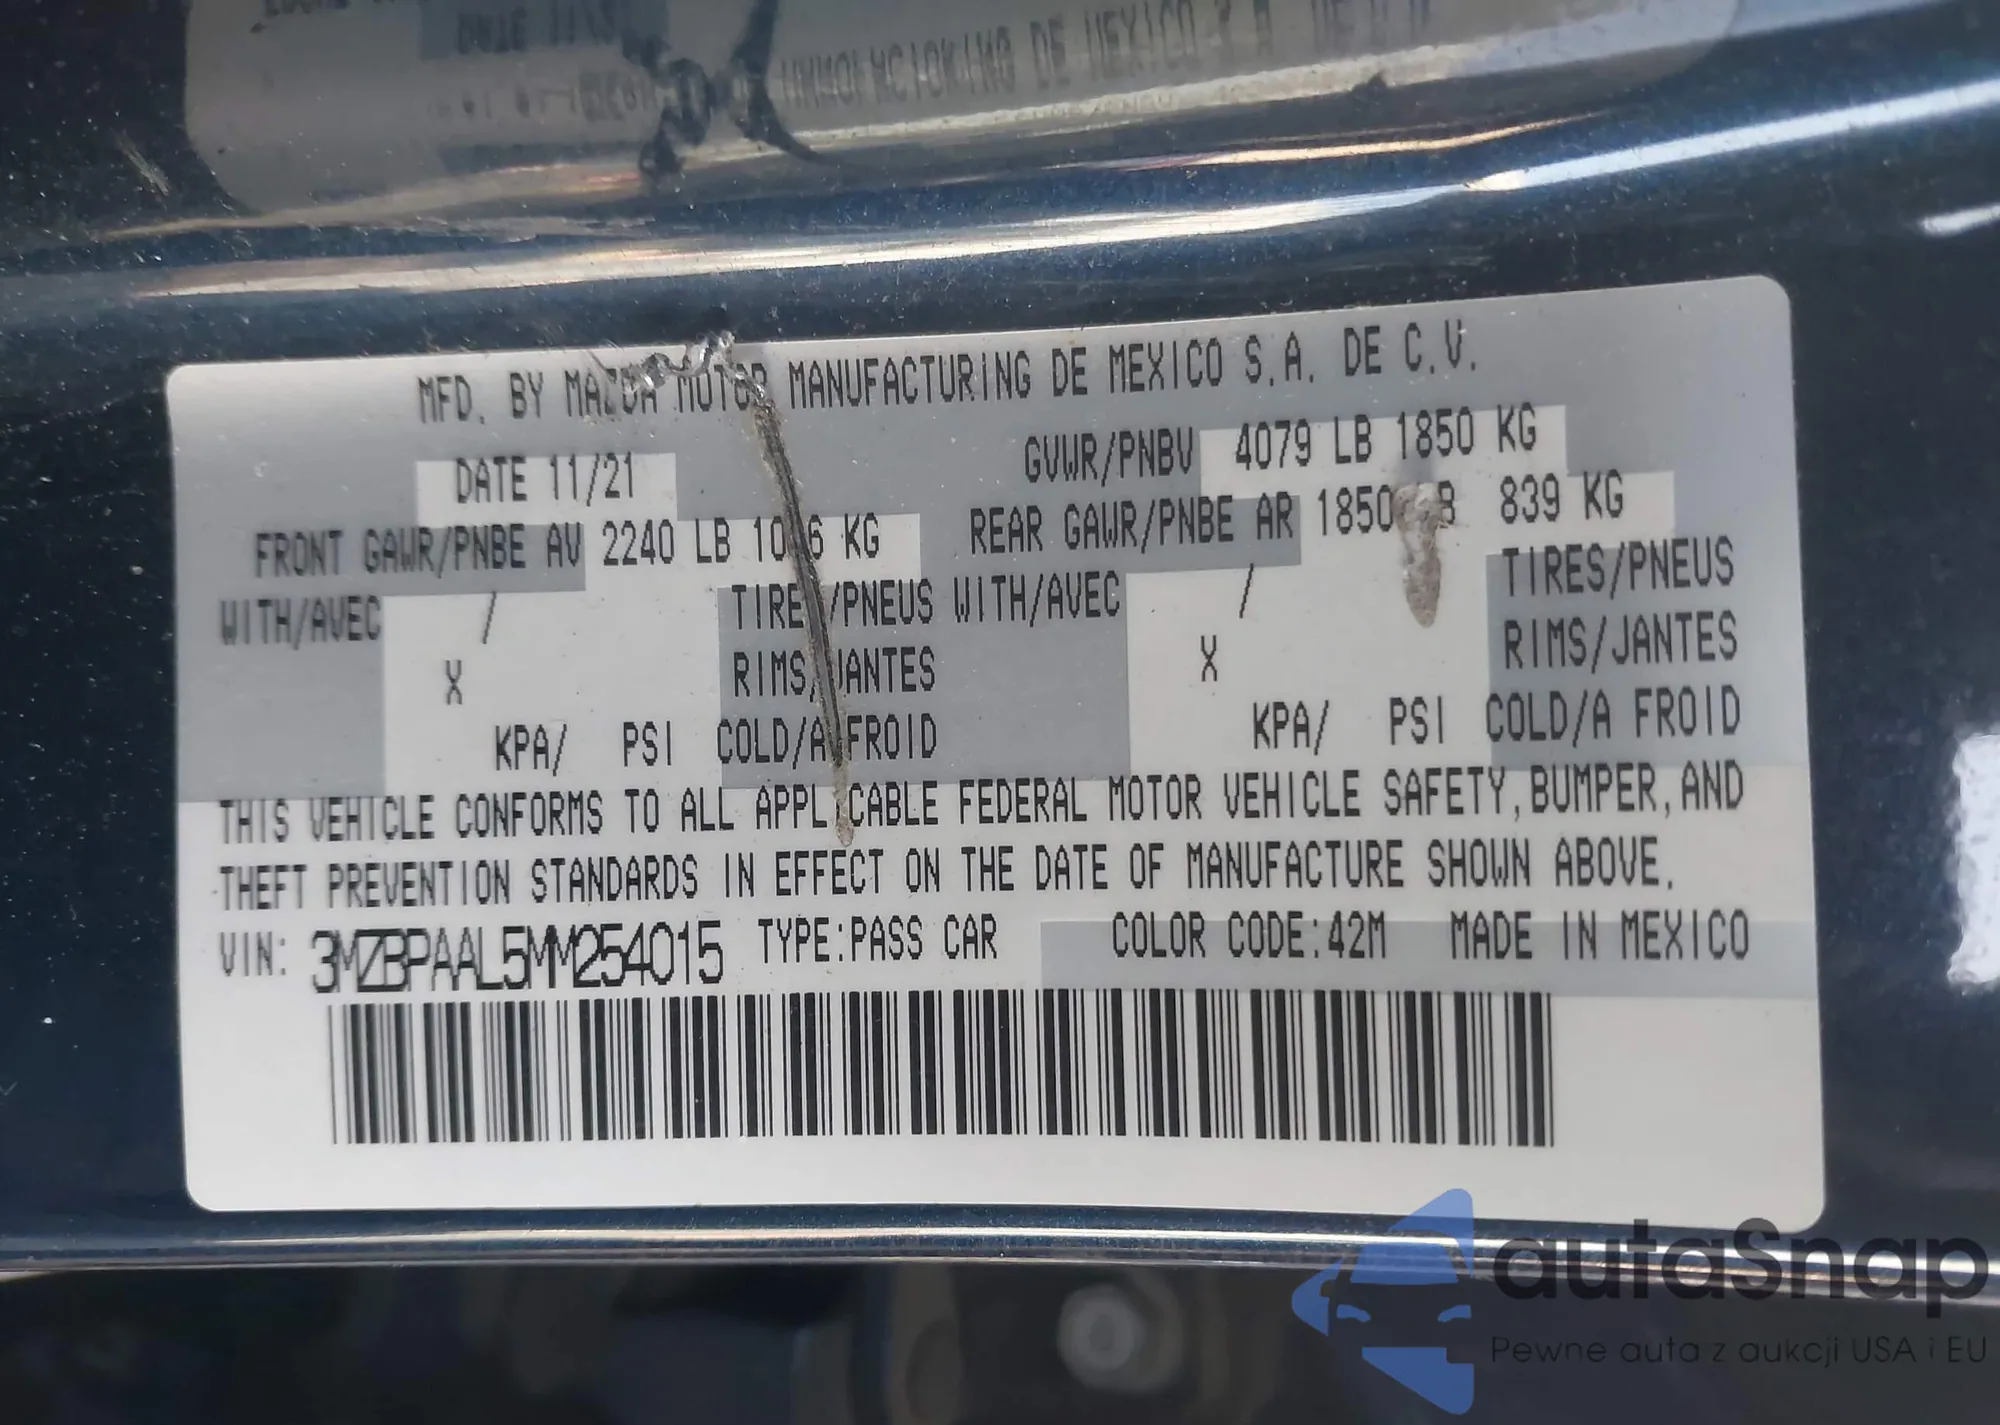 MFD. BY MAZDA MOTOR MANUFACTURING DE MEXICO S.A. DE C.V.
DATE 11/21 GVWR/PNBV 4079 LB 1850 KG
FRONT GAWR/PNBE AV 2240 LB KG REAR GAWR/PNBE AR 1850 LB 839 KG
WITH/AVEC / TIRES/PNEUS WITH/AVEC / TIRES/PNEUS
X RIMS/JANTES X RIMS/JANTES
KPA/ PSI COLD/A FROID KPA/ PSI COLD/A FROID
THIS VEHICLE CONFORMS TO ALL APPLICABLE FEDERAL MOTOR VEHICLE SAFETY, BUMPER, AND
THEFT PREVENTION STANDARDS IN EFFECT ON THE DATE OF MANUFACTURE SHOWN ABOVE.
VIN: 3MZBPAAL5MM254015 TYPE:PASS CAR COLOR CODE:42M MADE IN MEXICO
autaSnap
Pewne auta z aukcji USA i EU